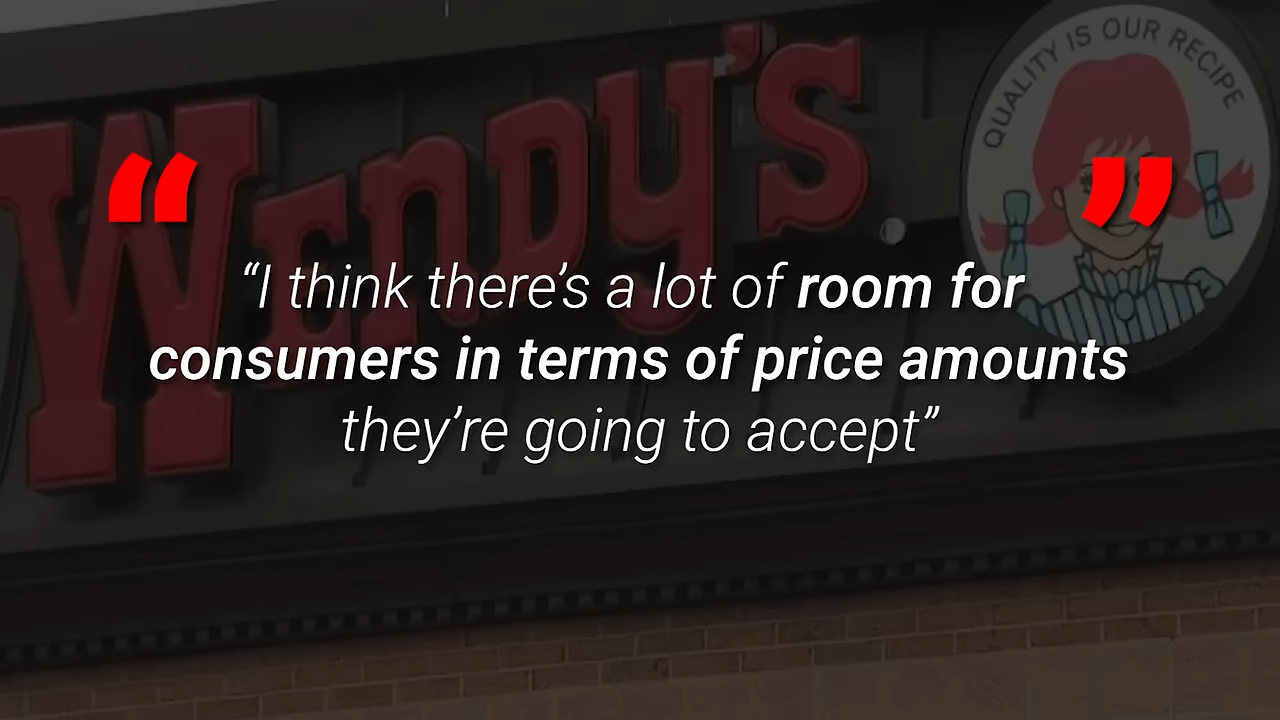 Wendy's
QUALITY IS OUR RECIPE
“I think there’s a lot of room for
consumers in terms of price amounts
they’re going to accept”